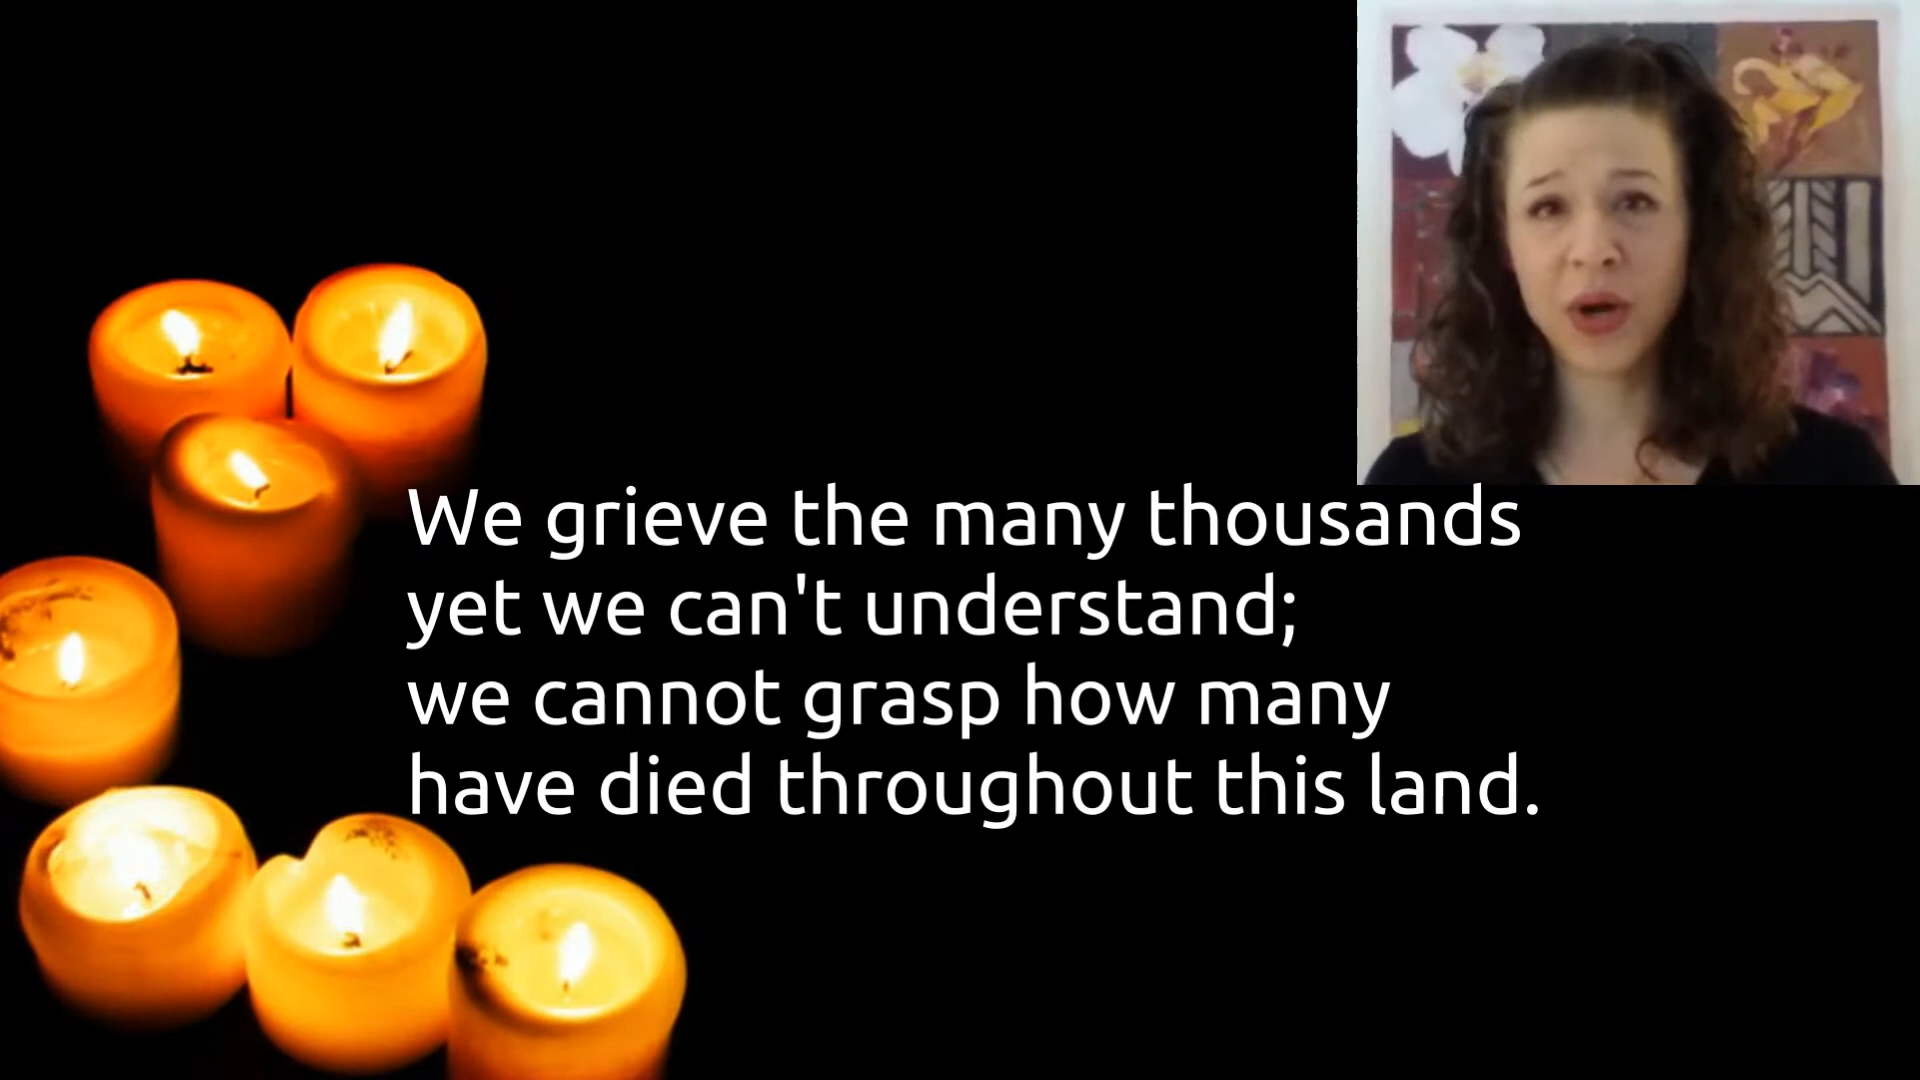 We grieve the many thousands
yet we can't understand;
we cannot grasp how many
have died throughout this land.